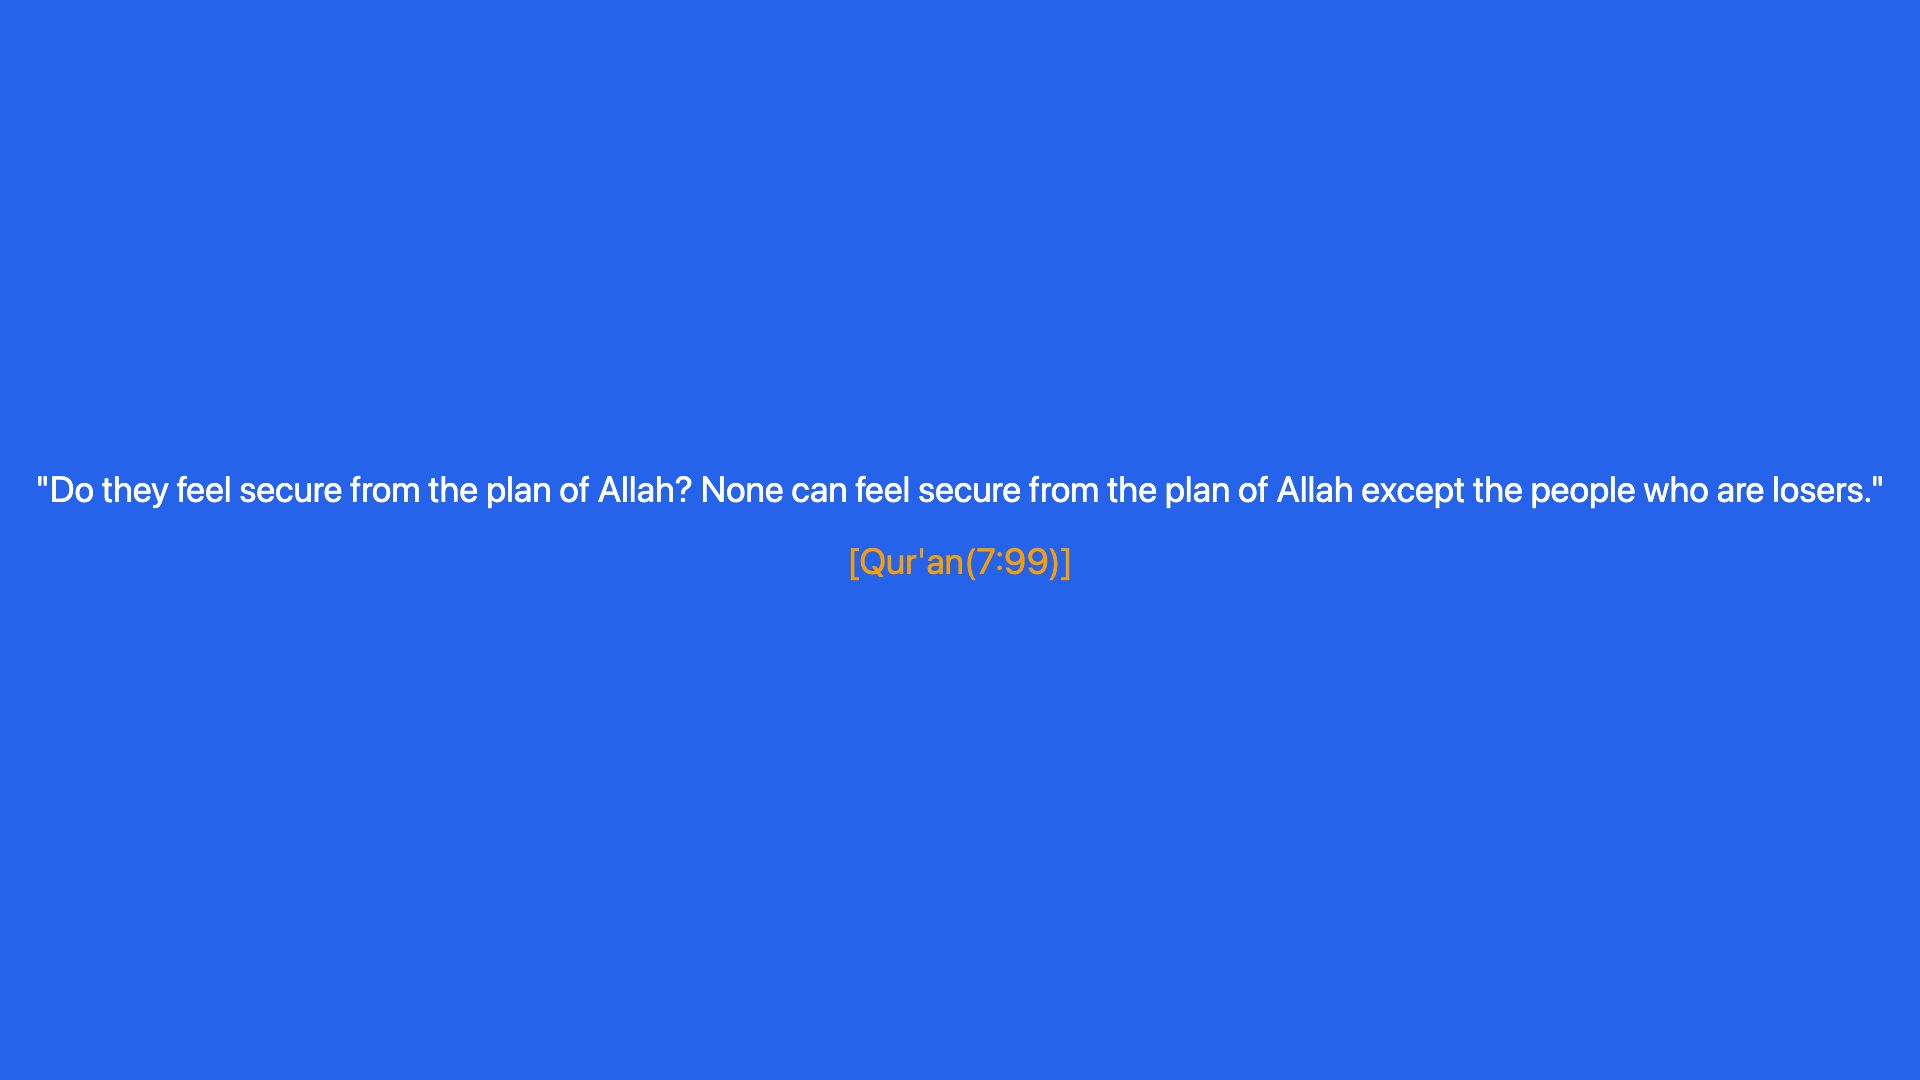 "Do they feel secure from the plan of Allah? None can feel secure from the plan of Allah except the people who are losers."
[Qur'an(7:99)]